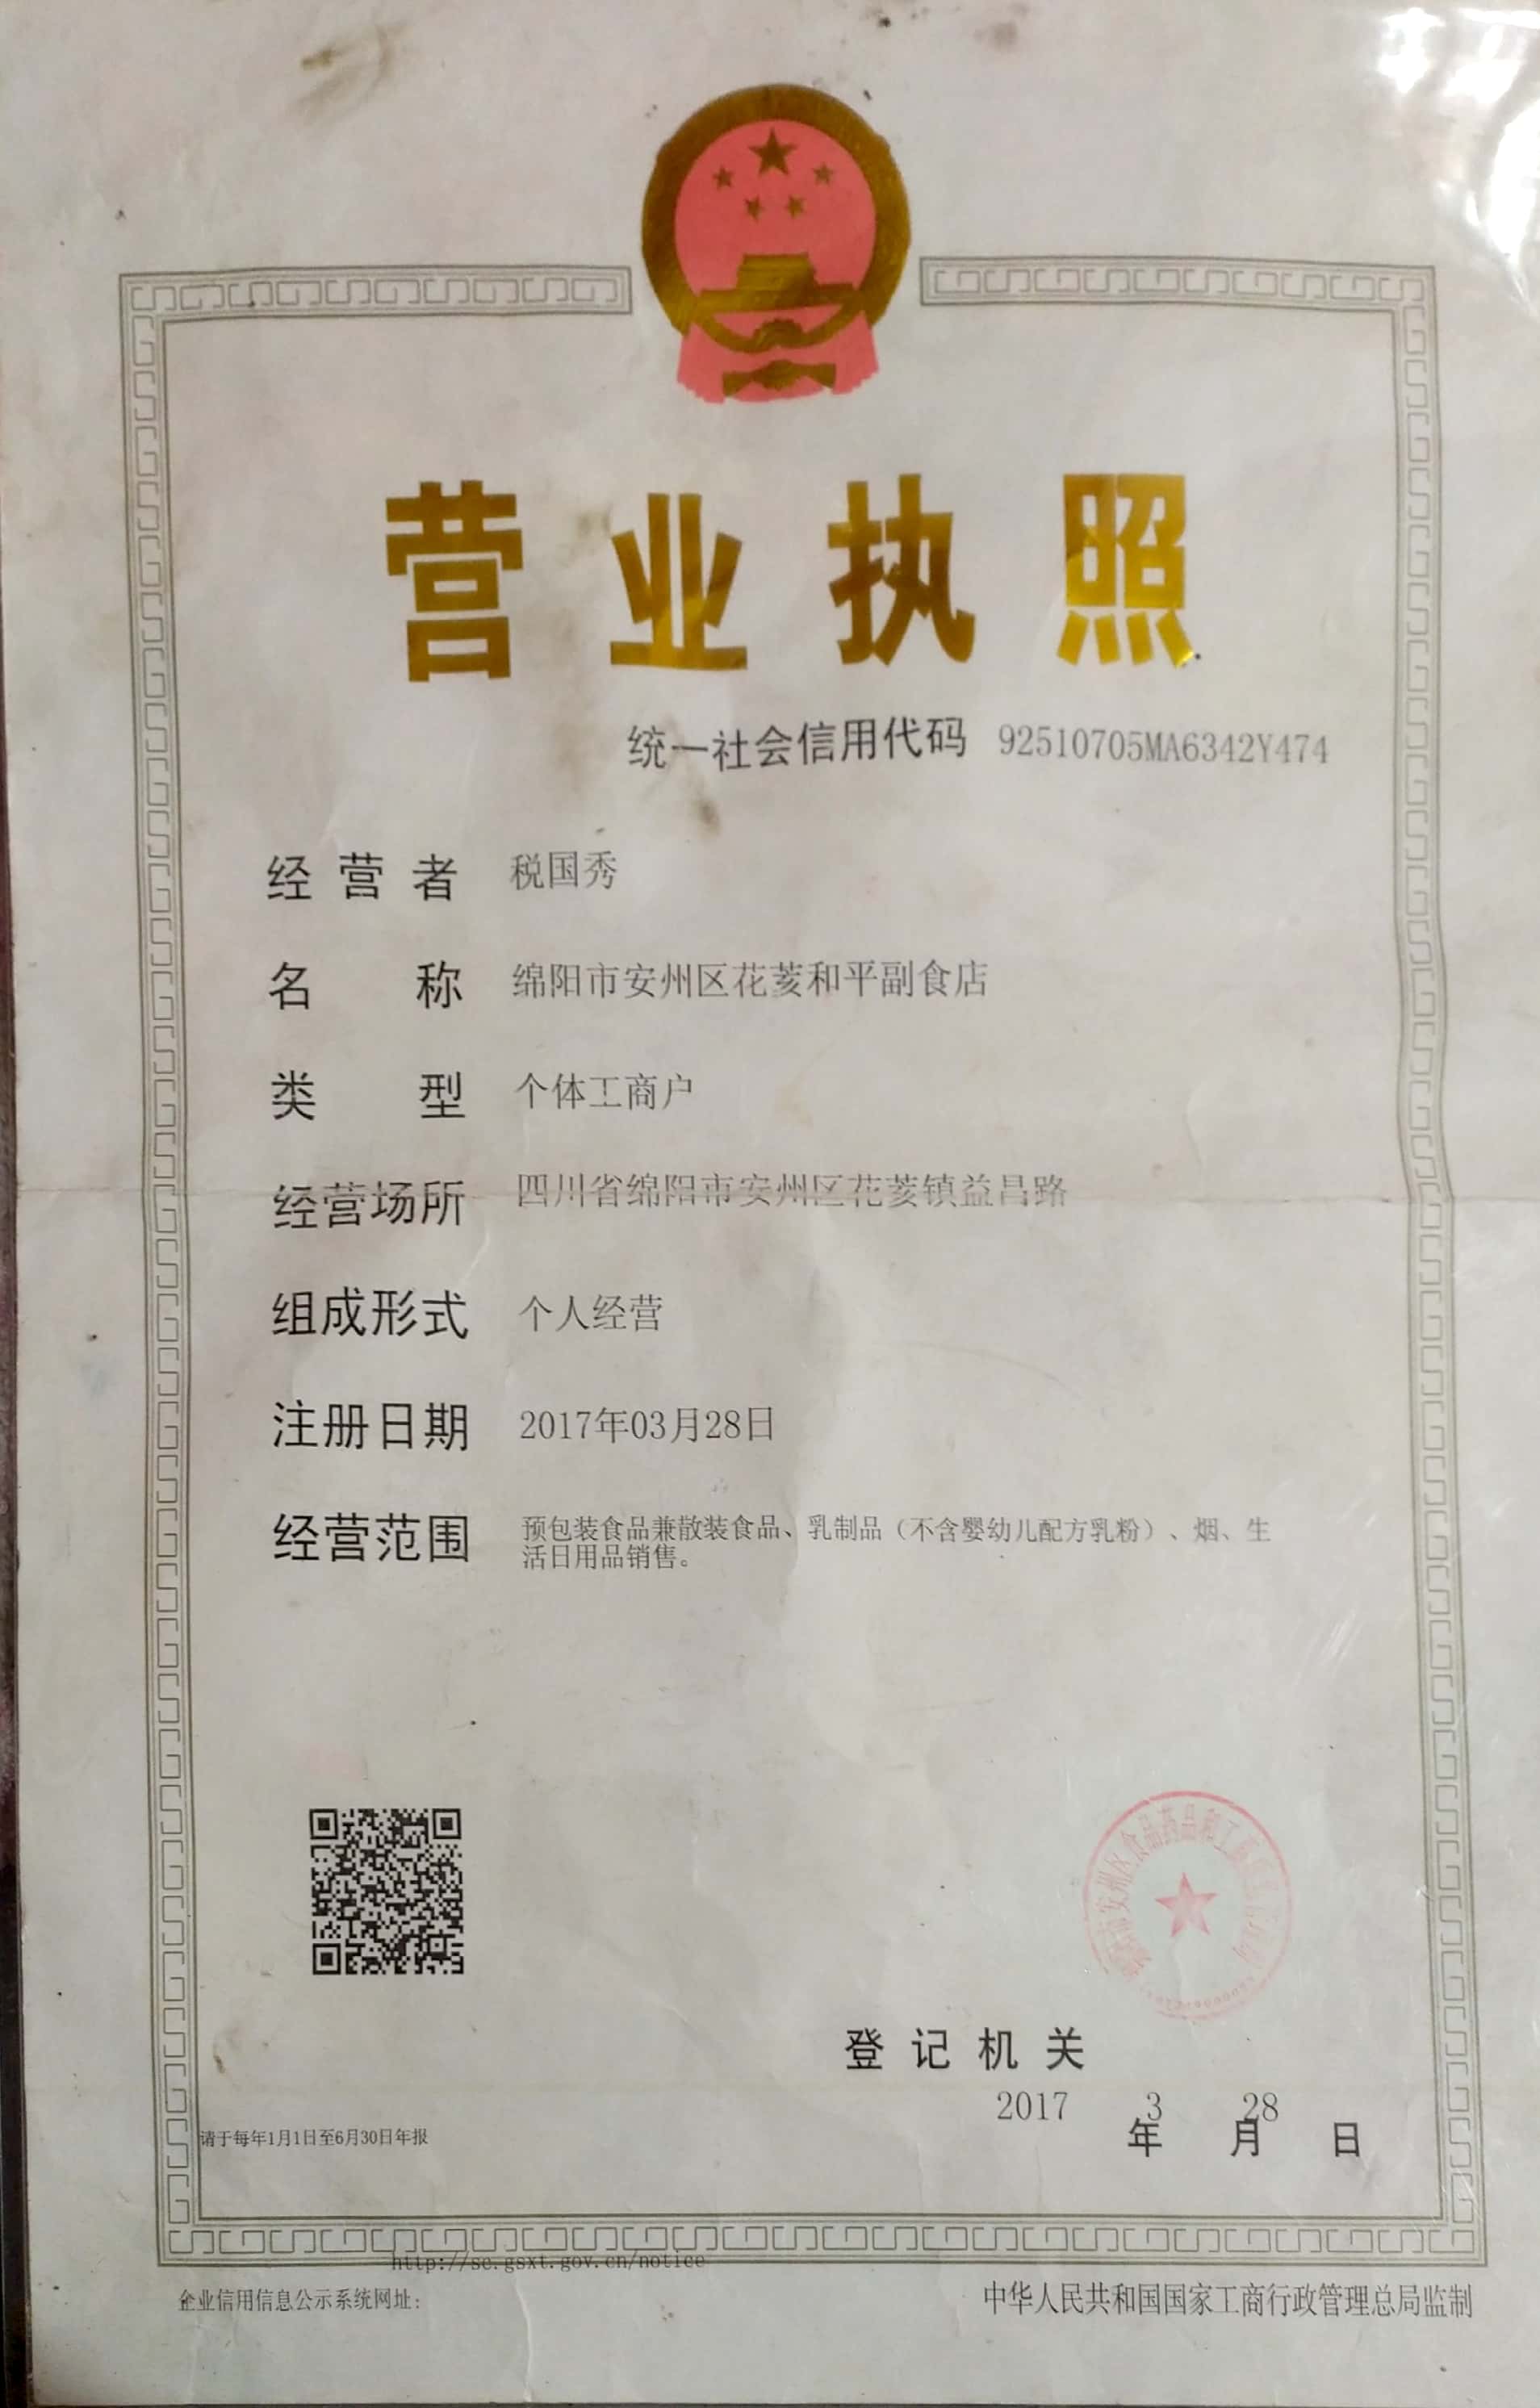 营业执照
统一社会信用代码 92510705MA6342Y474
经营者 税国秀
名称 绵阳市安州区花荄和平副食店
类型 个体工商户
经营场所 四川省绵阳市安州区花荄镇益昌路
组成形式 个人经营
注册日期 2017年03月28日
经营范围 预包装食品兼散装食品、乳制品（不含婴幼儿配方乳粉）、烟、生
活日用品销售。
安州区食品药品和工
登记机关
2017 3 28
年 月 日
请于每年1月1日至6月30日年报
http://sc.gsxt.gov.cn/notice
企业信用信息公示系统网址：
中华人民共和国国家工商行政管理总局监制